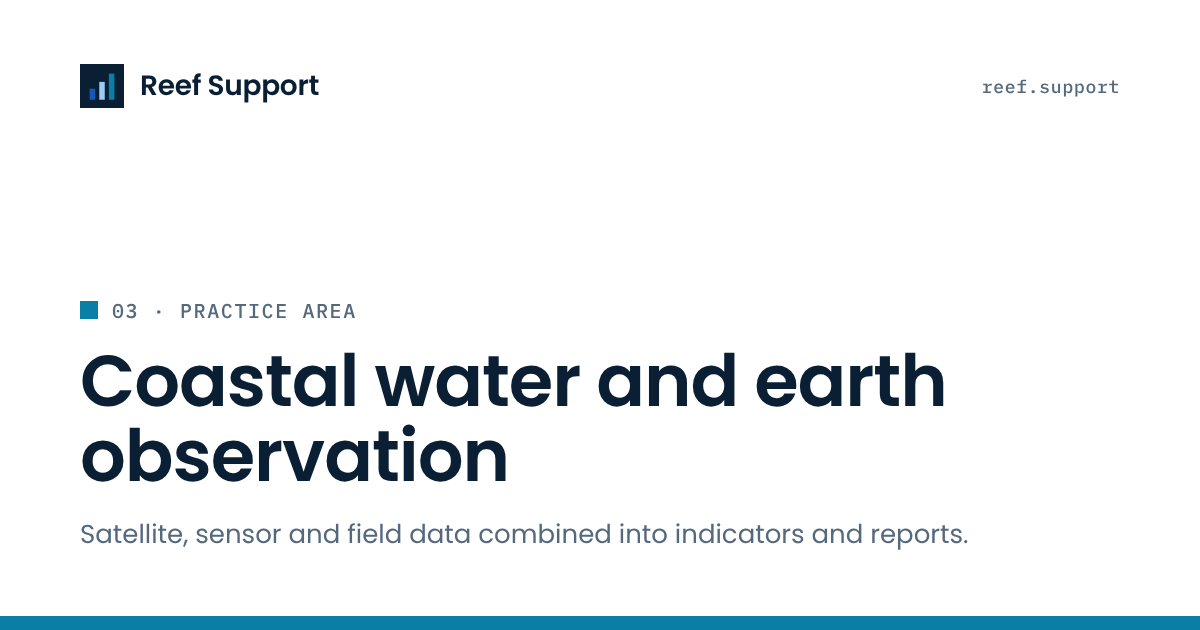 Reef Support
reef.support
03 · PRACTICE AREA
Coastal water and earth
observation
Satellite, sensor and field data combined into indicators and reports.